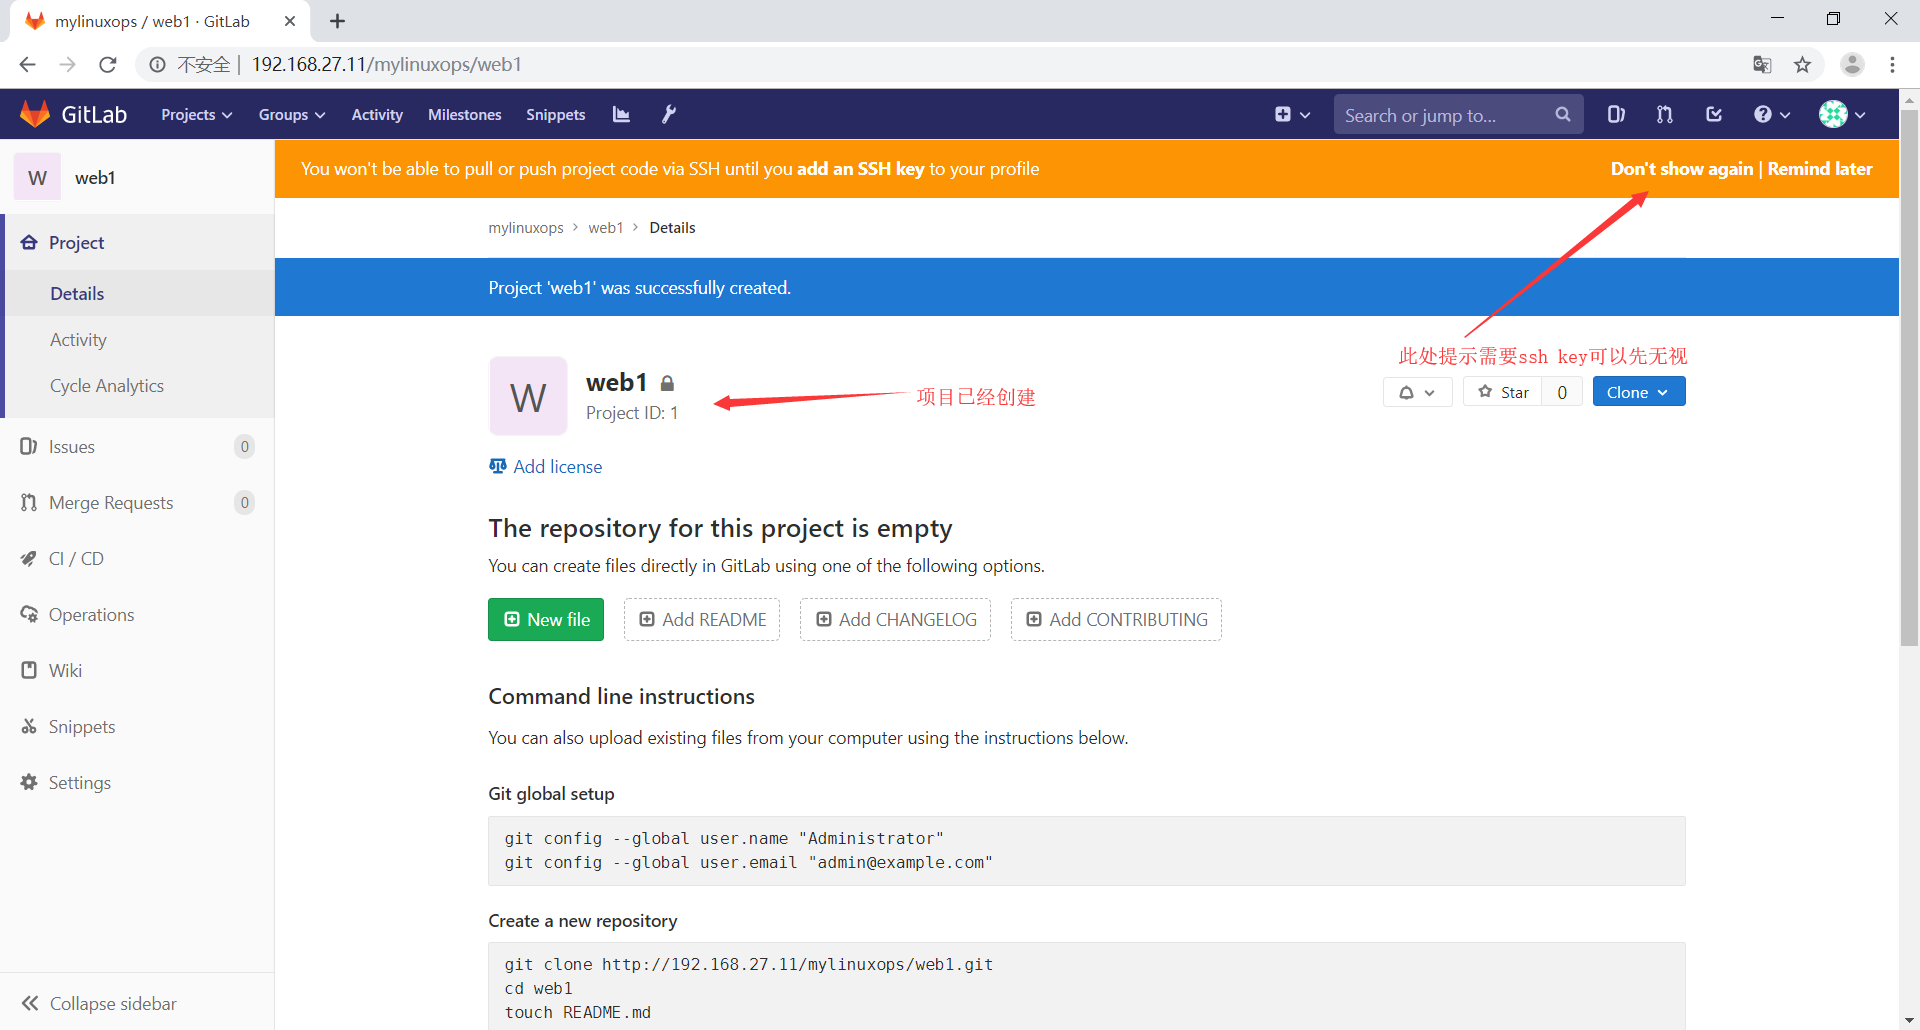 mylinuxops / web1 · GitLab
不安全 | 192.168.27.11/mylinuxops/web1
GitLab Projects Groups Activity Milestones Snippets Search or jump to...
W web1
You won't be able to pull or push project code via SSH until you add an SSH key to your profile
Don't show again | Remind later
Project
Details
Activity
Cycle Analytics
Issues 0
Merge Requests 0
CI / CD
Operations
Wiki
Snippets
Settings
Collapse sidebar
mylinuxops > web1 > Details
Project 'web1' was successfully created.
此处提示需要ssh key可以先无视
W
web1
Project ID: 1
项目已经创建
Star 0 Clone
Add license
The repository for this project is empty
You can create files directly in GitLab using one of the following options.
New file Add README Add CHANGELOG Add CONTRIBUTING
Command line instructions
You can also upload existing files from your computer using the instructions below.
Git global setup
git config --global user.name "Administrator"
git config --global user.email "admin@example.com"
Create a new repository
git clone http://192.168.27.11/mylinuxops/web1.git
cd web1
touch README.md